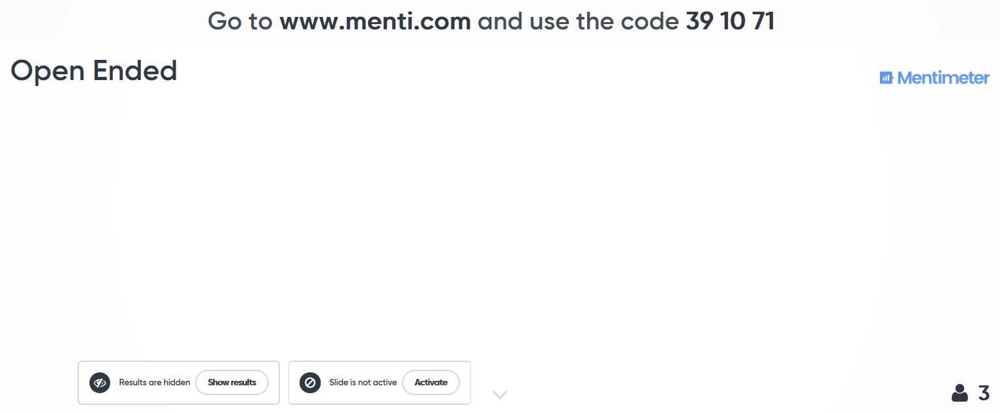 Go to www.menti.com and use the code 39 10 71
Open Ended
Mentimeter
Results are hidden Show results
Slide is not active Activate
3